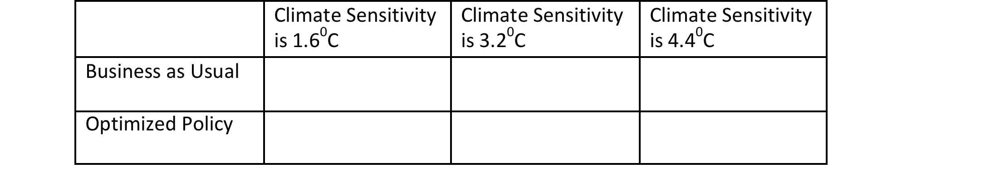 Climate Sensitivity Climate Sensitivity Climate Sensitivity
is 1.6⁰C is 3.2⁰C is 4.4⁰C
Business as Usual
Optimized Policy